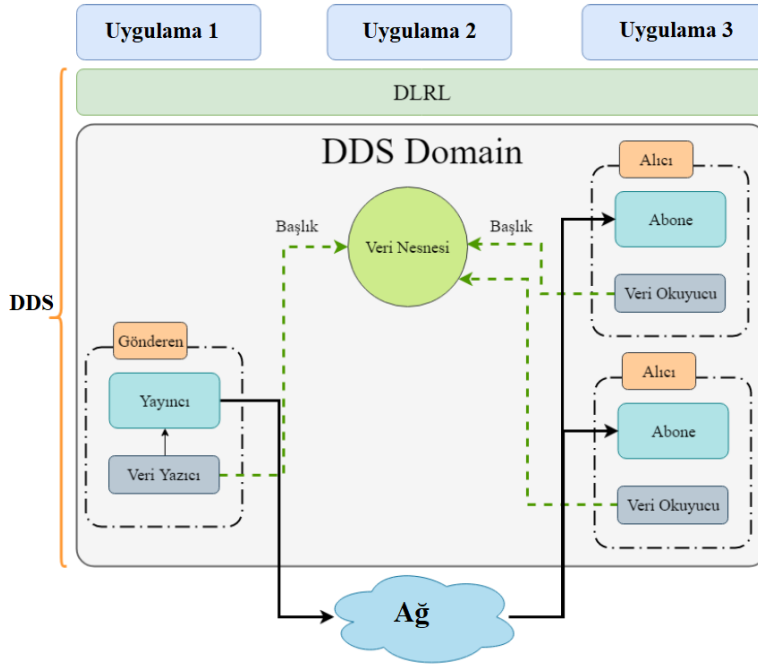 Uygulama 1
Uygulama 2
Uygulama 3
DLRL
DDS Domain
Alıcı
Abone
Başlık
Başlık
Veri Nesnesi
Veri Okuyucu
DDS
Gönderen
Alıcı
Yayıncı
Abone
Veri Yazıcı
Veri Okuyucu
Ağ